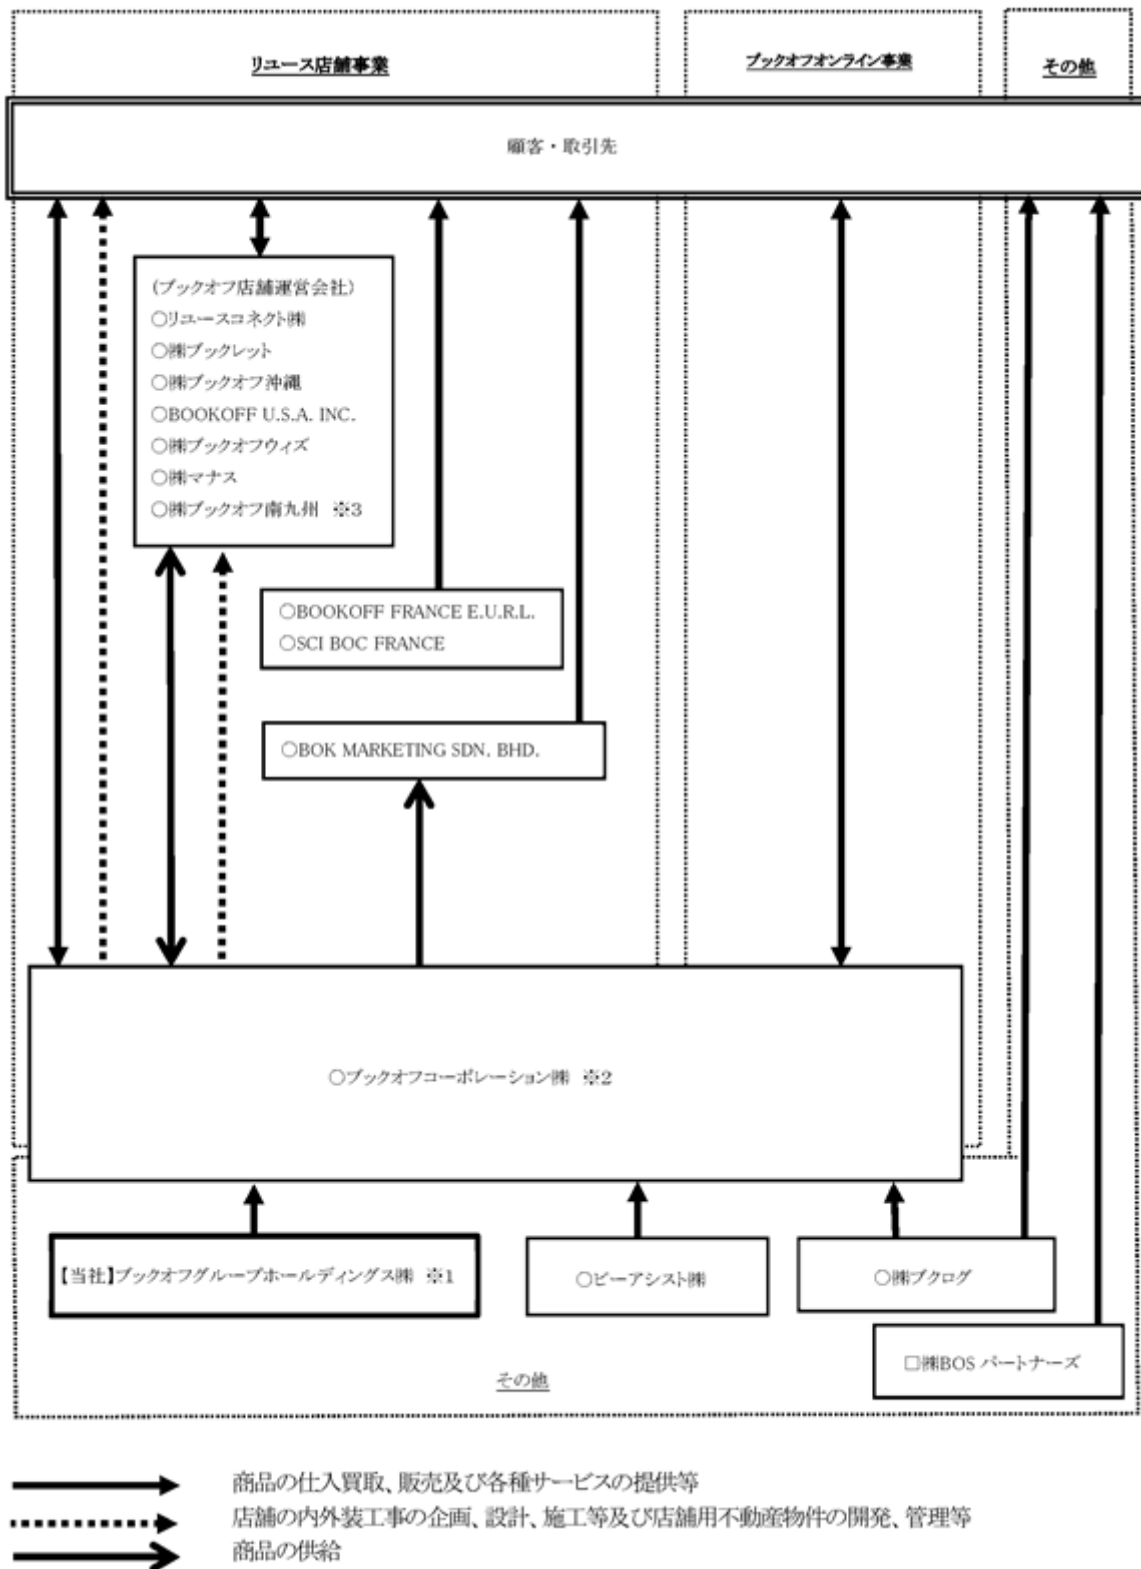 リユース店舗事業
ブックオフオンライン事業
その他
顧客・取引先
(ブックオフ店舗運営会社)
○リユースコネクト㈱
○㈱ブックレット
○㈱ブックオフ沖縄
○BOOKOFF U.S.A. INC.
○㈱ブックオフウィズ
○㈱マナス
○㈱ブックオフ南九州 ※3
○BOOKOFF FRANCE E.U.R.L.
○SCI BOC FRANCE
○BOK MARKETING SDN. BHD.
○ブックオフコーポレーション㈱ ※2
【当社】ブックオフグループホールディングス㈱ ※1
○ビーアシスト㈱
○㈱ブクログ
□㈱BOS パートナーズ
その他
商品の仕入買取、販売及び各種サービスの提供等
店舗の内外装工事の企画、設計、施工等及び店舗用不動産物件の開発、管理等
商品の供給